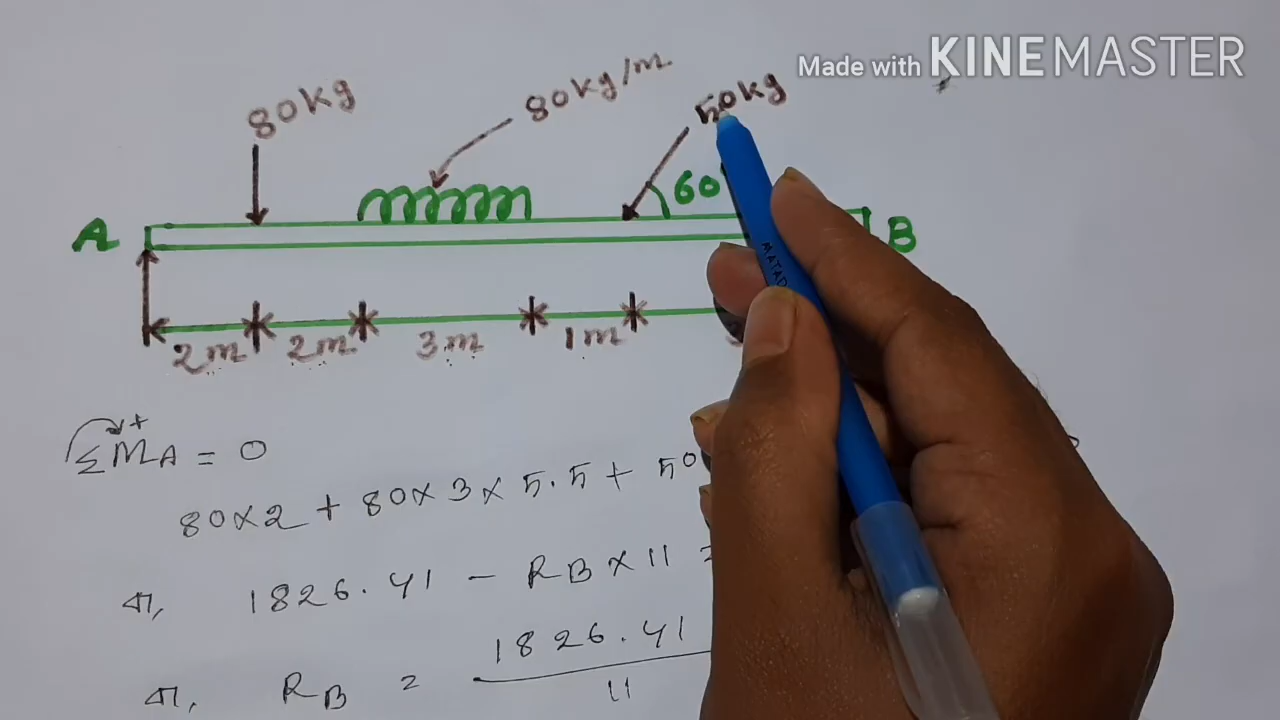 Made with KINEMASTER
80kg
80kg/m
50kg
60
A
B
2m 2m 3m 1m
+
ΣMA = 0
80×2 + 80×3×5.5 + 50
বা, 1826.41 - RB×11 =
বা, RB = 1826.41
11